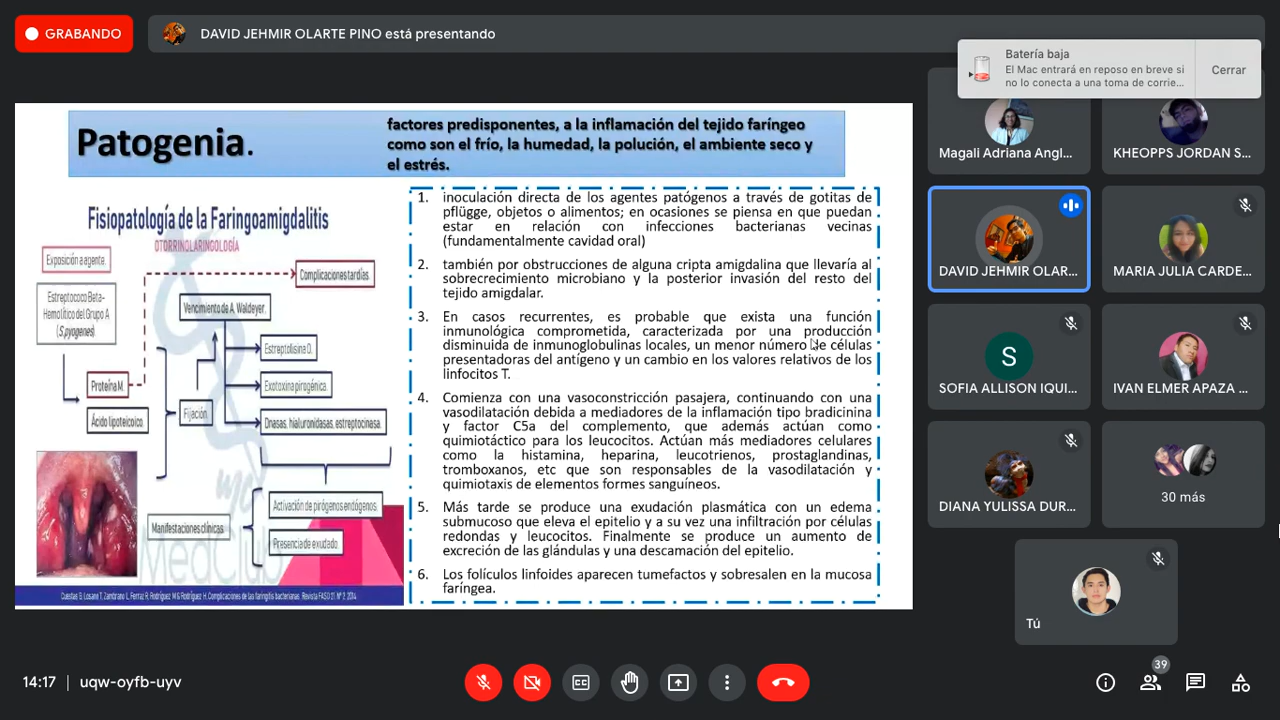 GRABANDO
DAVID JEHMIR OLARTE PINO está presentando
Batería baja
El Mac entrará en reposo en breve si
no lo conecta a una toma de corrie...
Cerrar
Patogenia.
factores predisponentes, a la inflamación del tejido faríngeo
como son el frío, la humedad, la polución, el ambiente seco y
el estrés.
Fisiopatología de la Faringoamigdalitis
OTORRINOLARINGOLOGÍA
Exposición a agente.
Complicaciones tardías
Estreptococo Beta-
Hemolítico del Grupo A
(S.pyogenes)
Vencimiento de A. Waldeyer.
Estreptolisina O.
Proteína M.
Exotoxina pirogénica.
Ácido lipoteicoico.
Fijación.
Dnasas, hialuronidasas, estreptocinasa.
Activación de pirógenos endógenos.
Manifestaciones clínicas
Presencia de exudado.
MedClub
1. inoculación directa de los agentes patógenos a través de gotitas de
pflügge, objetos o alimentos; en ocasiones se piensa en que puedan
estar en relación con infecciones bacterianas vecinas
(fundamentalmente cavidad oral)
2. también por obstrucciones de alguna cripta amigdalina que llevaría al
sobrecrecimiento microbiano y la posterior invasión del resto del
tejido amigdalar.
3. En casos recurrentes, es probable que exista una función
inmunológica comprometida, caracterizada por una producción
disminuida de inmunoglobulinas locales, un menor número de células
presentadoras del antígeno y un cambio en los valores relativos de los
linfocitos T.
4. Comienza con una vasoconstricción pasajera, continuando con una
vasodilatación debida a mediadores de la inflamación tipo bradicinina
y factor C5a del complemento, que además actúan como
quimiotáctico para los leucocitos. Actúan más mediadores celulares
como la histamina, heparina, leucotrienos, prostaglandinas,
tromboxanos, etc que son responsables de la vasodilatación y
quimiotaxis de elementos formes sanguíneos.
5. Más tarde se produce una exudación plasmática con un edema
submucoso que eleva el epitelio y a su vez una infiltración por células
redondas y leucocitos. Finalmente se produce un aumento de
excreción de las glándulas y una descamación del epitelio.
6. Los folículos linfoides aparecen tumefactos y sobresalen en la mucosa
faríngea.
Magali Adriana Angl...
KHEOPPS JORDAN S...
DAVID JEHMIR OLAR...
MARIA JULIA CARDE...
S
SOFIA ALLISON IQUI...
IVAN ELMER APAZA ...
DIANA YULISSA DUR...
30 más
Tú
14:17 | uqw-oyfb-uyv
39